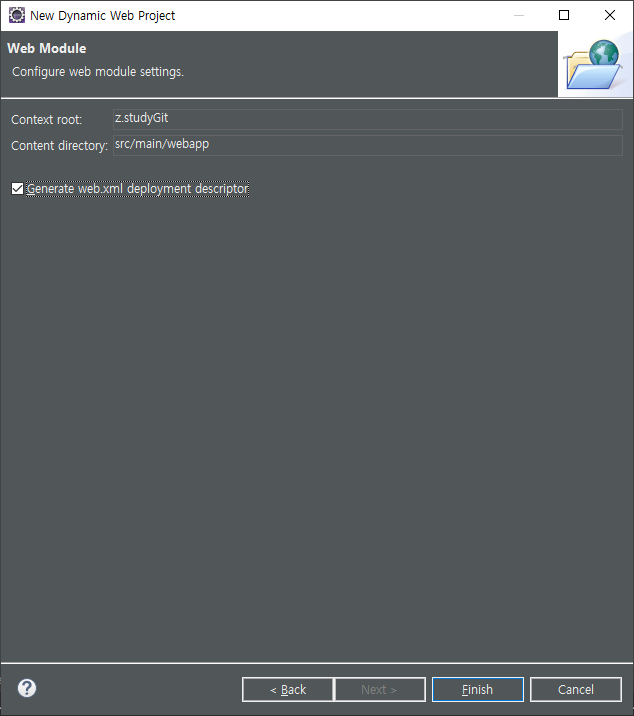 New Dynamic Web Project
Web Module
Configure web module settings.
Context root: z.studyGit
Content directory: src/main/webapp
Generate web.xml deployment descriptor
?
< Back Next > Finish Cancel